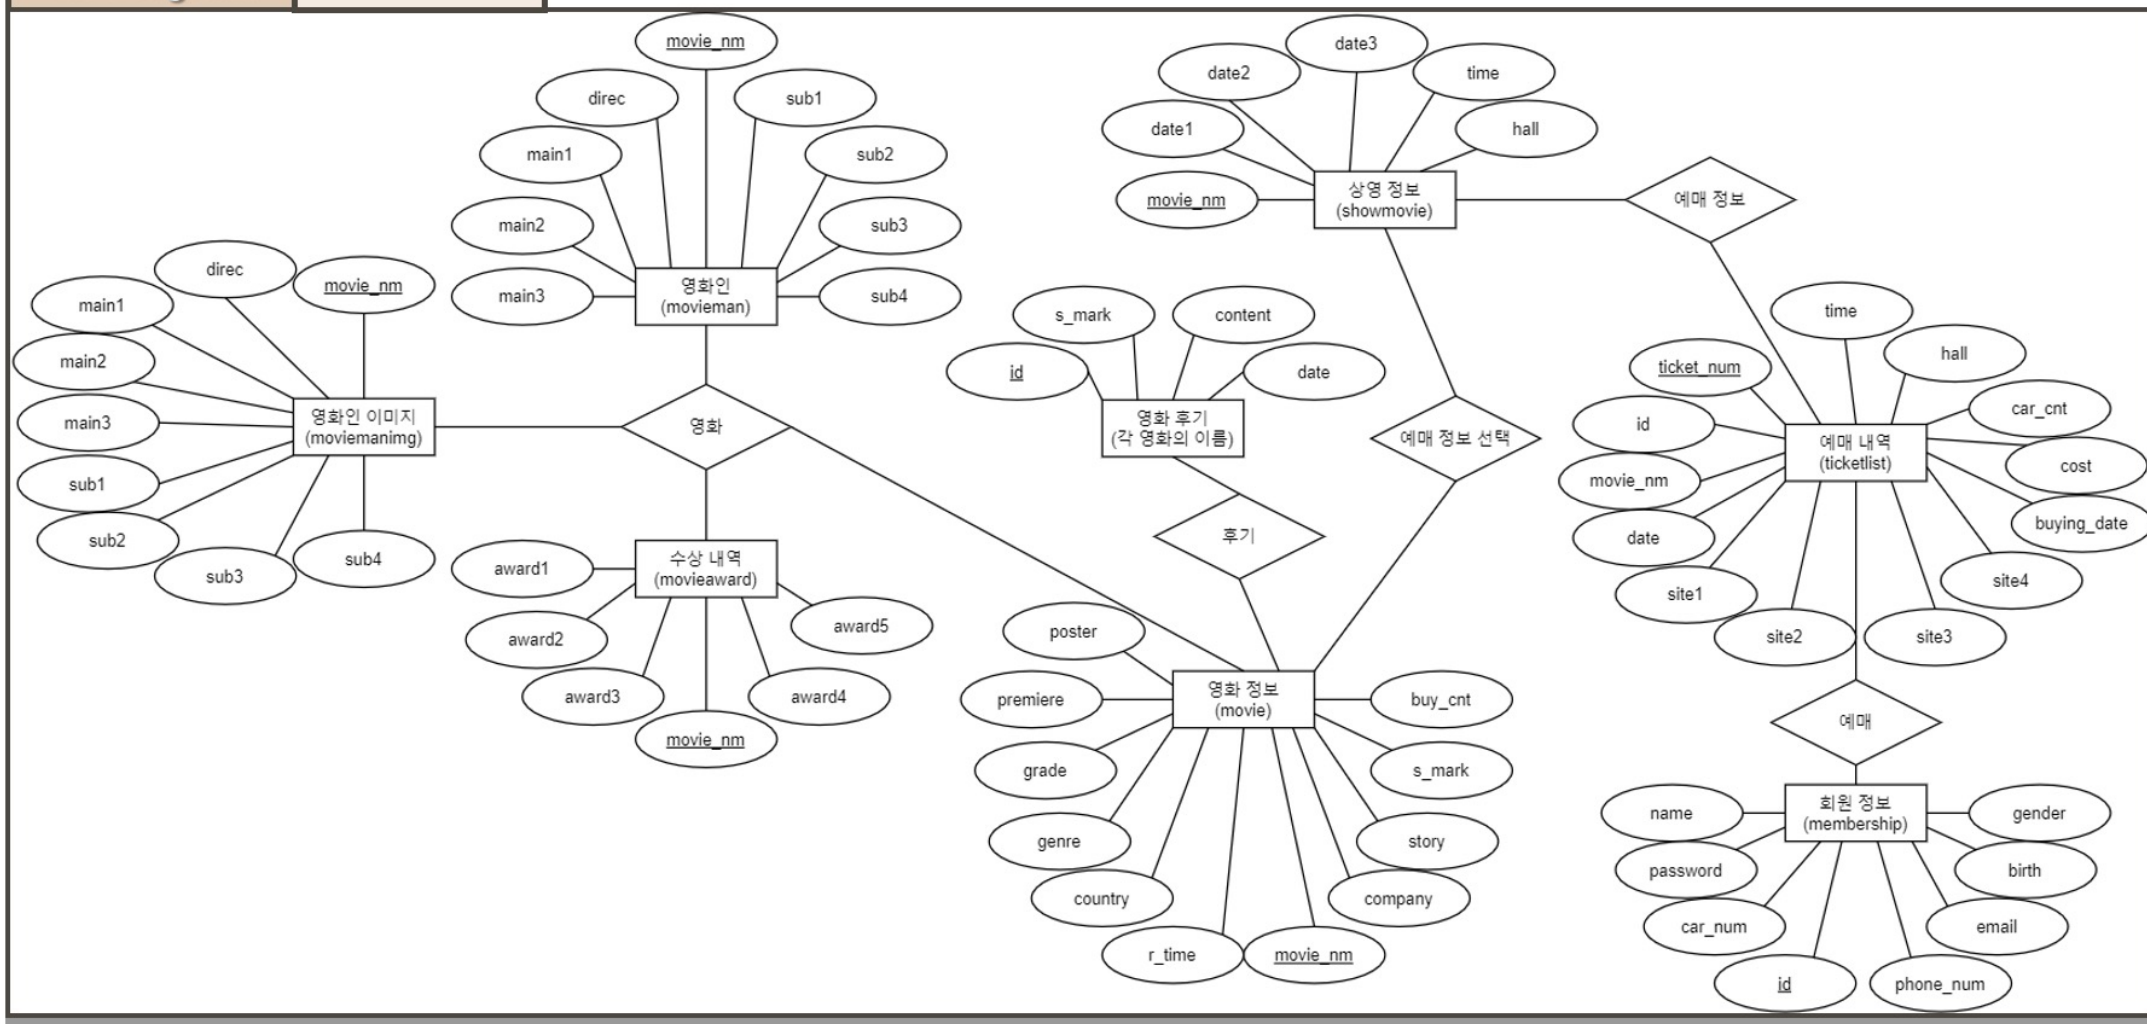 movie_nm
direc
sub1
main1
sub2
main2
sub3
main3
sub4
영화인
(movieman)
direc
movie_nm
main1
main2
main3
sub1
sub2
sub3
sub4
영화인 이미지
(moviemanimg)
영화
수상 내역
(movieaward)
award1
award2
award3
movie_nm
award4
award5
date3
date2
time
date1
hall
movie_nm
상영 정보
(showmovie)
예매 정보
s_mark
content
id
date
영화 후기
(각 영화의 이름)
예매 정보 선택
후기
time
hall
ticket_num
car_cnt
id
cost
movie_nm
buying_date
date
site4
site1
site2
site3
예매 내역
(ticketlist)
예매
poster
premiere
grade
genre
country
r_time
movie_nm
company
story
s_mark
buy_cnt
영화 정보
(movie)
회원 정보
(membership)
name
password
car_num
id
phone_num
email
birth
gender